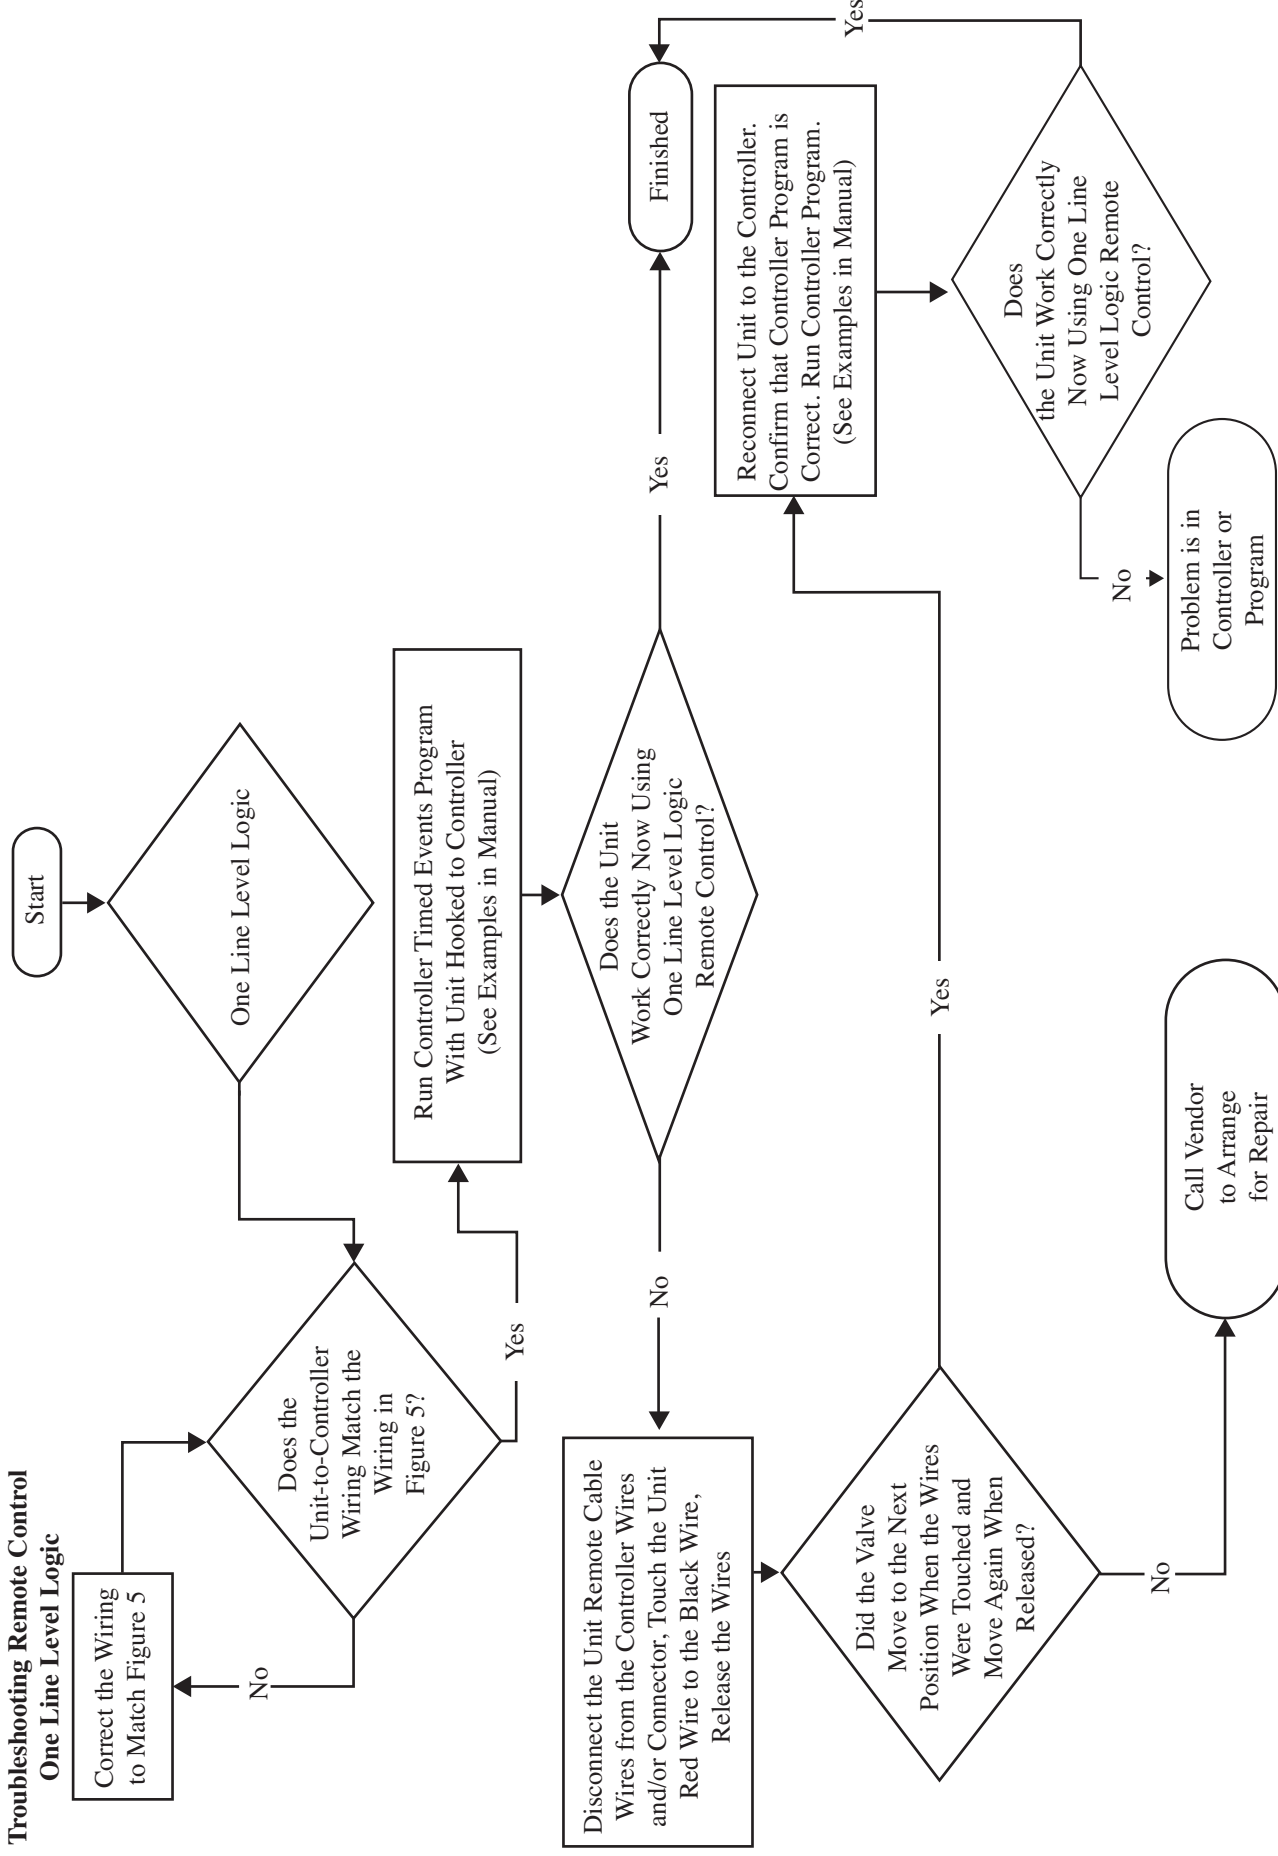 Troubleshooting Remote Control
One Line Level Logic
Start
One Line Level Logic
Correct the Wiring
to Match Figure 5
No
Does the
Unit-to-Controller
Wiring Match the
Wiring in
Figure 5?
Yes
Run Controller Timed Events Program
With Unit Hooked to Controller
(See Examples in Manual)
Does the Unit
Work Correctly Now Using
One Line Level Logic
Remote Control?
Yes
Finished
No
Disconnect the Unit Remote Cable
Wires from the Controller Wires
and/or Connector, Touch the Unit
Red Wire to the Black Wire,
Release the Wires
Did the Valve
Move to the Next
Position When the Wires
Were Touched and
Move Again When
Released?
Yes
No
Call Vendor
to Arrange
for Repair
Reconnect Unit to the Controller.
Confirm that Controller Program is
Correct. Run Controller Program.
(See Examples in Manual)
Does
the Unit Work Correctly
Now Using One Line
Level Logic Remote
Control?
Yes
No
Problem is in
Controller or
Program